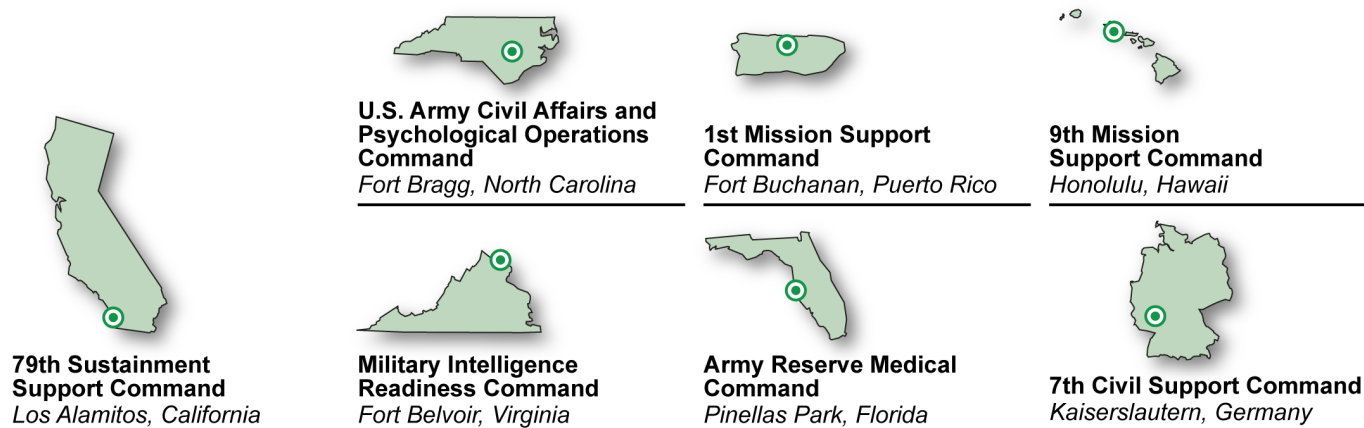 U.S. Army Civil Affairs and
Psychological Operations
Command
Fort Bragg, North Carolina
1st Mission Support
Command
Fort Buchanan, Puerto Rico
9th Mission
Support Command
Honolulu, Hawaii
79th Sustainment
Support Command
Los Alamitos, California
Military Intelligence
Readiness Command
Fort Belvoir, Virginia
Army Reserve Medical
Command
Pinellas Park, Florida
7th Civil Support Command
Kaiserslautern, Germany